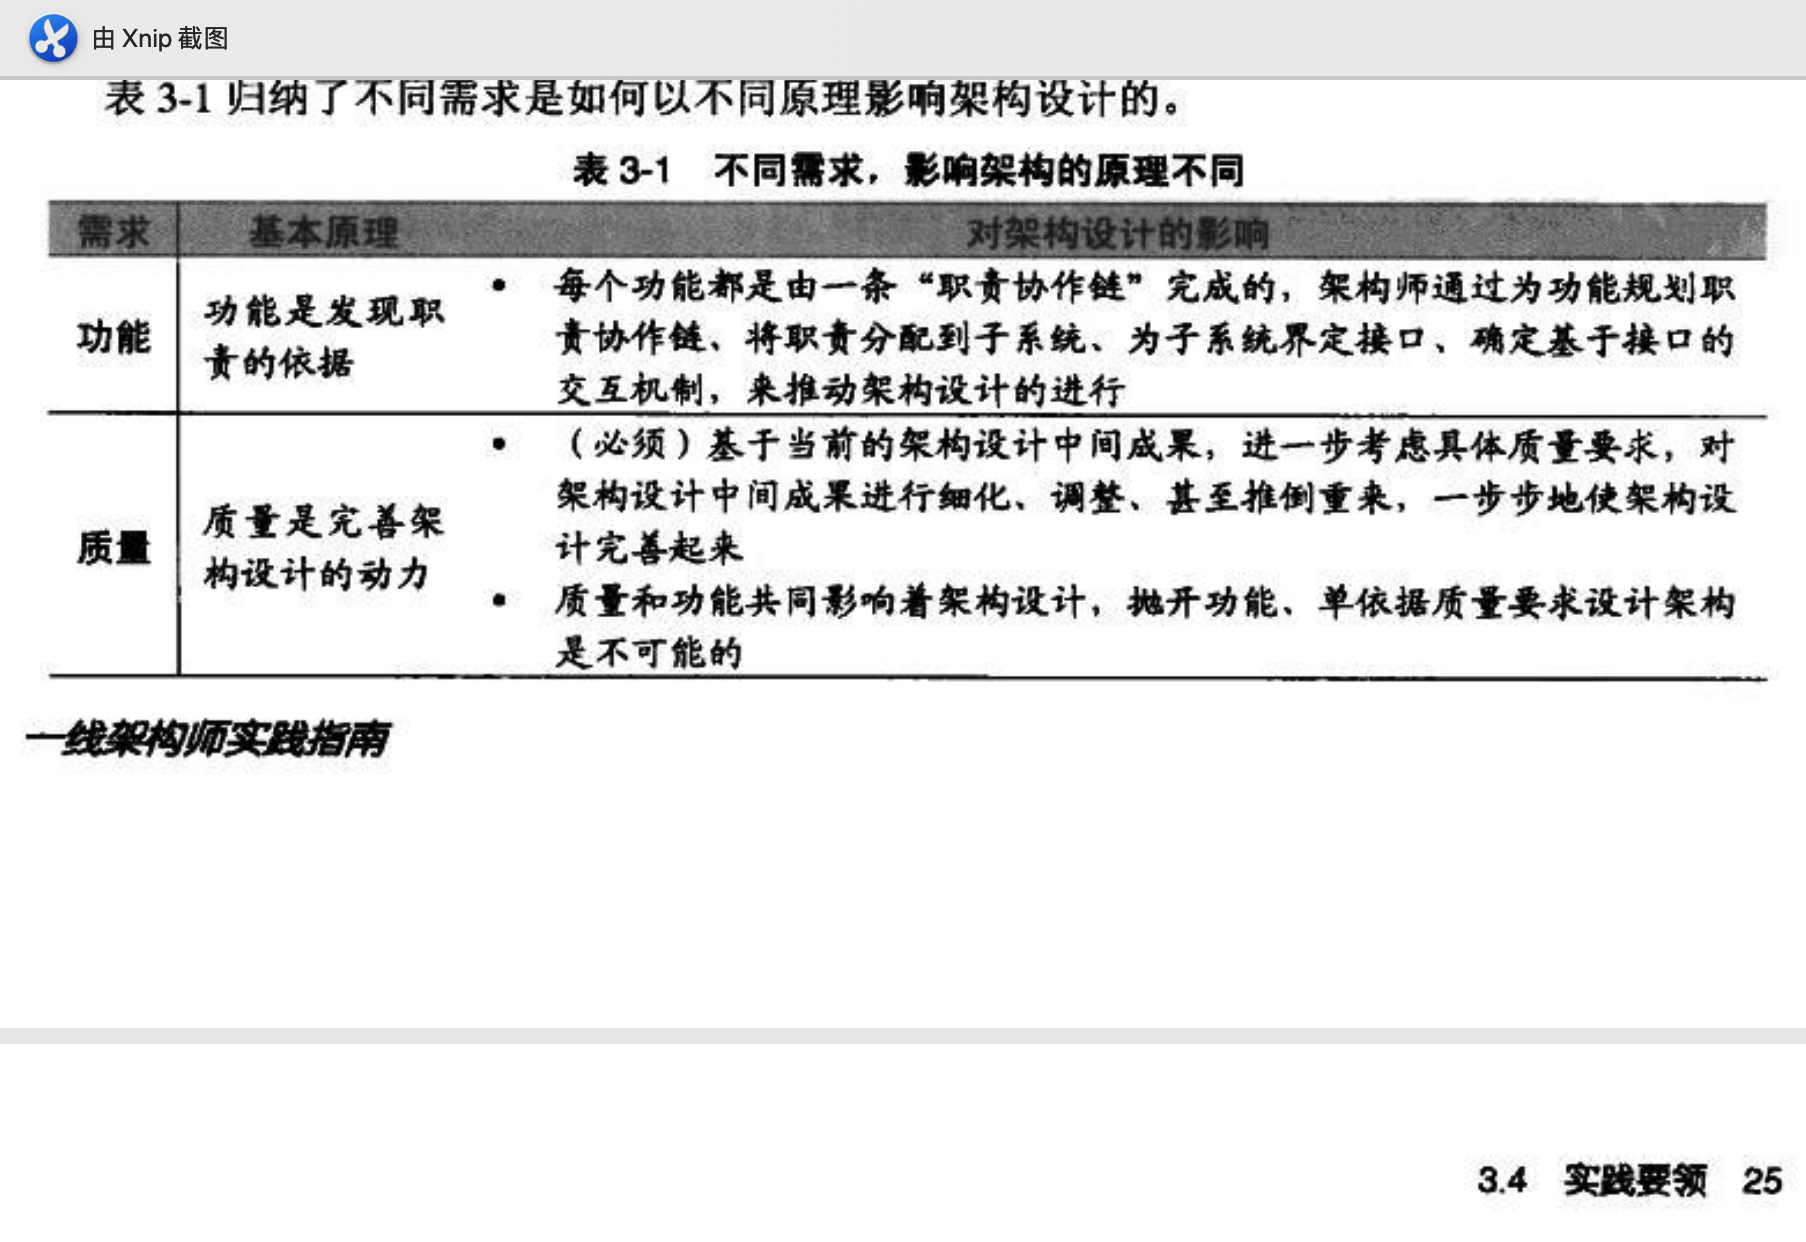 由 Xnip 截图
表 3-1 归纳了不同需求是如何以不同原理影响架构设计的。
表 3-1 不同需求，影响架构的原理不同
需求 基本原理 对架构设计的影响
功能
功能是发现职
责的依据
• 每个功能都是由一条“职责协作链”完成的，架构师通过为功能规划职
责协作链、将职责分配到子系统、为子系统界定接口、确定基于接口的
交互机制，来推动架构设计的进行
质量
质量是完善架
构设计的动力
• （必须）基于当前的架构设计中间成果，进一步考虑具体质量要求，对
架构设计中间成果进行细化、调整、甚至推倒重来，一步步地使架构设
计完善起来
• 质量和功能共同影响着架构设计，抛开功能、单依据质量要求设计架构
是不可能的
一线架构师实践指南
3.4 实践要领 25